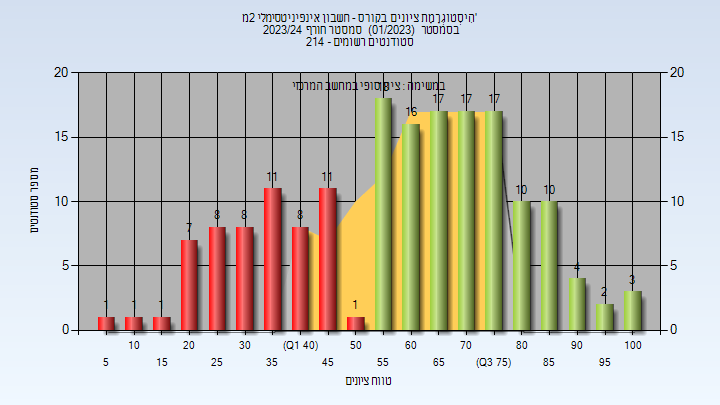 היסטוגרמת ציונים בקורס - חשבון אינפיניטסימלי 2מ'
בסמסטר (01/2023) סמסטר חורף 2023/24
סטודנטים רשומים - 214
במשימה : ציון סופי במחשב המרכזי
מספר סטודנטים
20 15 10 5 0
20 15 10 5 0
1 1 1 7 8 8 11 8 11 1 18 16 17 17 17 10 10 4 2 3
10 20 30 (Q1 40) 50 60 70 80 90 100
5 15 25 35 45 55 65 (Q3 75) 85 95
טווח ציונים